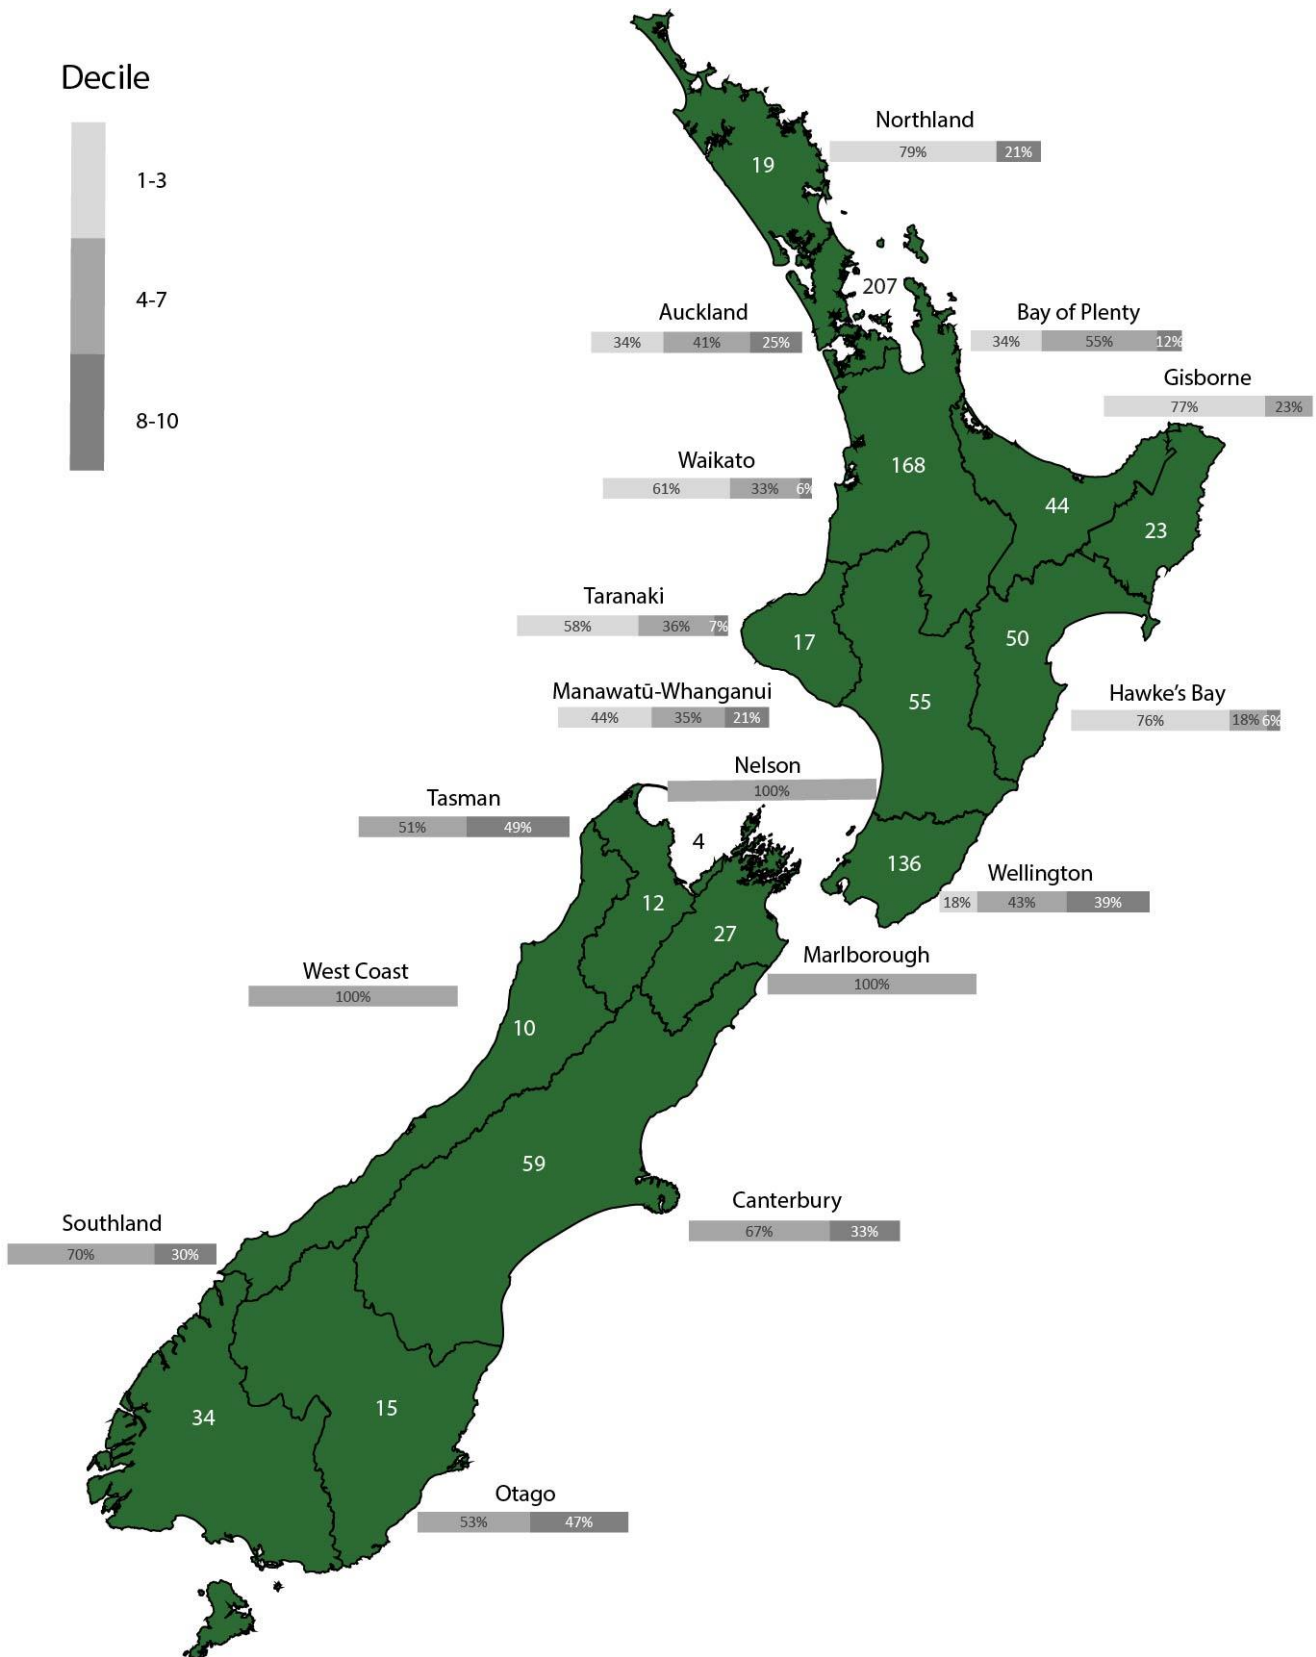 Decile
1-3
4-7
8-10
Northland
79% 21%
19
207
Auckland
34% 41% 25%
Bay of Plenty
34% 55% 12%
Gisborne
77% 23%
Waikato
61% 33% 6%
168
44
23
Taranaki
58% 36% 7%
17
50
55
Manawatū-Whanganui
44% 35% 21%
Hawke's Bay
76% 18% 6%
Nelson
100%
Tasman
51% 49%
4
136
Wellington
18% 43% 39%
12
27
Marlborough
100%
West Coast
100%
10
59
Canterbury
67% 33%
Southland
70% 30%
34
15
Otago
53% 47%